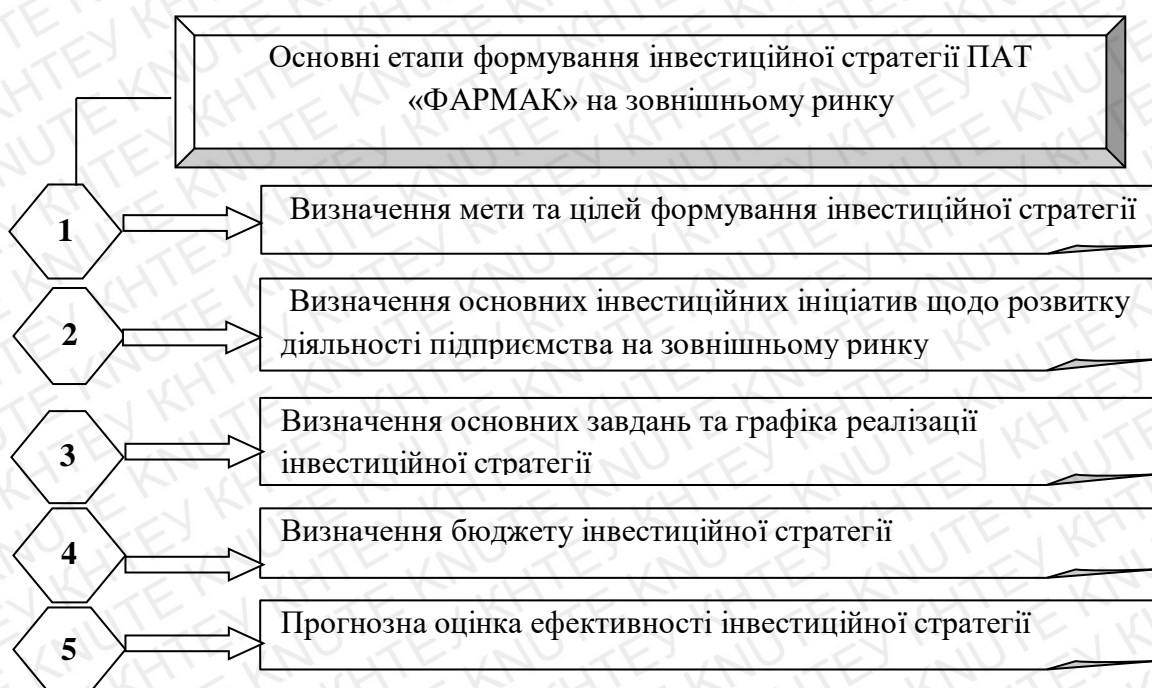 Основні етапи формування інвестиційної стратегії ПАТ
«ФАРМАК» на зовнішньому ринку
1
Визначення мети та цілей формування інвестиційної стратегії
2
Визначення основних інвестиційних ініціатив щодо розвитку
діяльності підприємства на зовнішньому ринку
3
Визначення основних завдань та графіка реалізації
інвестиційної стратегії
4
Визначення бюджету інвестиційної стратегії
5
Прогнозна оцінка ефективності інвестиційної стратегії